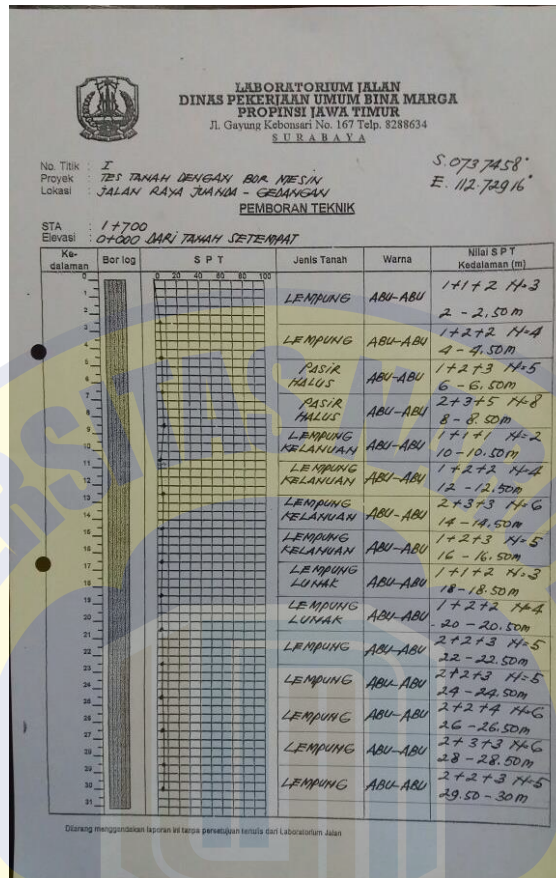 LABORATORIUM JALAN
DINAS PEKERJAAN UMUM BINA MARGA
PROPINSI JAWA TIMUR
Jl. Gayung Kebonsari No. 167 Telp. 8288634
SURABAYA
No. Titik : I
S. 0737458°
Proyek : TES TANAH DENGAN BOR MESIN
E. 112.72916°
Lokasi : JALAN RAYA JUANDA - GEDANGAN
PEMBORAN TEKNIK
STA : 1+700
Elevasi : 0+000 DARI TANAH SETEMPAT
Ke-dalaman Bor log S P T Jenis Tanah Warna Nilai S P T Kedalaman (m)
0 20 40 60 80 100
LEMPUNG ABU-ABU 1+1+2 N=3
2 - 2,50m
LEMPUNG ABU-ABU 1+2+2 N=4
4 - 4,50m
PASIR HALUS ABU-ABU 1+2+3 N=5
6 - 6.50m
PASIR HALUS ABU-ABU 2+3+5 N=8
8 - 8.50m
LEMPUNG KELANUAN ABU-ABU 1+1+1 N=2
10 - 10.50m
LEMPUNG KELANUAN ABU-ABU 1+2+2 N=4
12 - 12.50m
LEMPUNG KELANUAN ABU-ABU 2+3+3 N=6
14 - 14.50m
LEMPUNG KELANUAN ABU-ABU 1+2+3 N=5
16 - 16.50m
LEMPUNG LUNAK ABU-ABU 1+1+2 N=3
18 - 18.50m
LEMPUNG LUNAK ABU-ABU 1+2+2 N=4
20 - 20.50m
LEMPUNG ABU-ABU 2+2+3 N=5
22 - 22.50m
LEMPUNG ABU-ABU 2+2+3 N=5
24 - 24.50m
LEMPUNG ABU-ABU 2+2+4 N=6
26 - 26.50m
LEMPUNG ABU-ABU 2+3+3 N=6
28 - 28.50m
LEMPUNG ABU-ABU 2+2+3 N=5
29.50 - 30m
Dilarang menggandakan laporan ini tanpa persetujuan tertulis dari Laboratorium Jalan